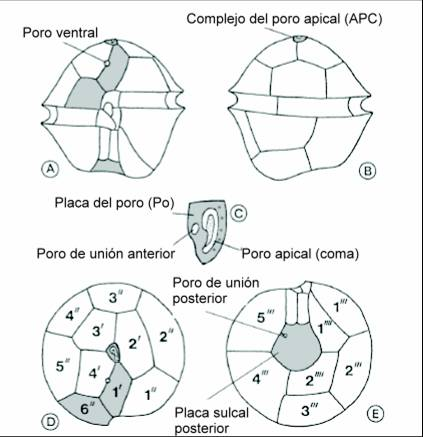 Poro ventral
Complejo del poro apical (APC)
A
B
Placa del poro (Po)
C
Poro de unión anterior
Poro apical (coma)
Poro de unión
posterior
3''
4''
3'
2'
2''
5''
4'
1'
1''
6''
D
1'''
5'''
1''''
4'''
2''''
2'''
3'''
E
Placa sulcal
posterior